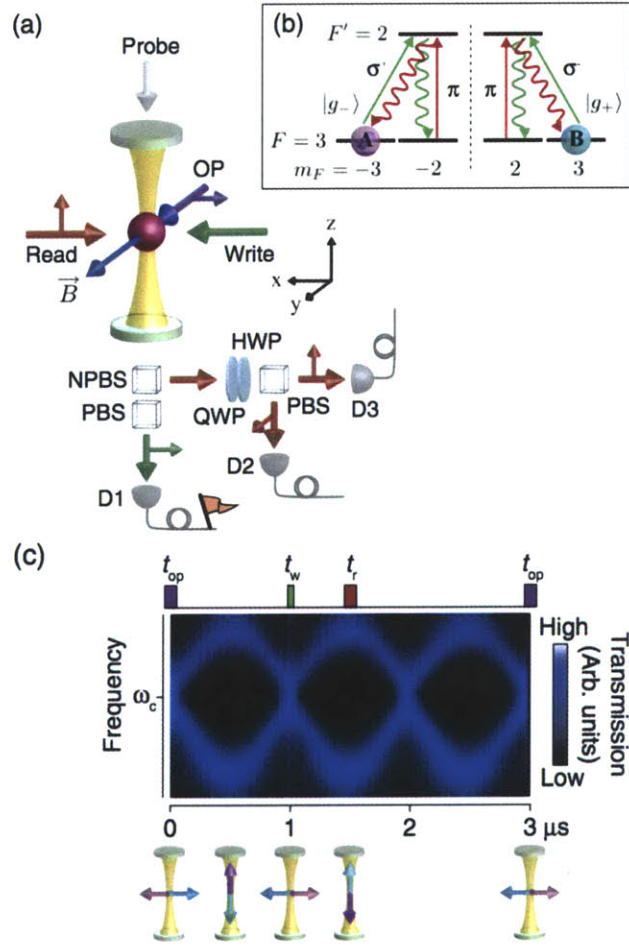 (a)
Probe
OP
Read
Write
B
z
x
y
HWP
NPBS
PBS
QWP
PBS
D3
D2
D1
(b)
F' = 2
σ
π
π
σ
|g₋⟩
|g₊⟩
F = 3
A
B
m_F = −3 −2 2 3
(c)
t_op t_w t_r t_op
Frequency
ω_c
High
Low
Transmission
(Arb. units)
0 1 2 3 μs